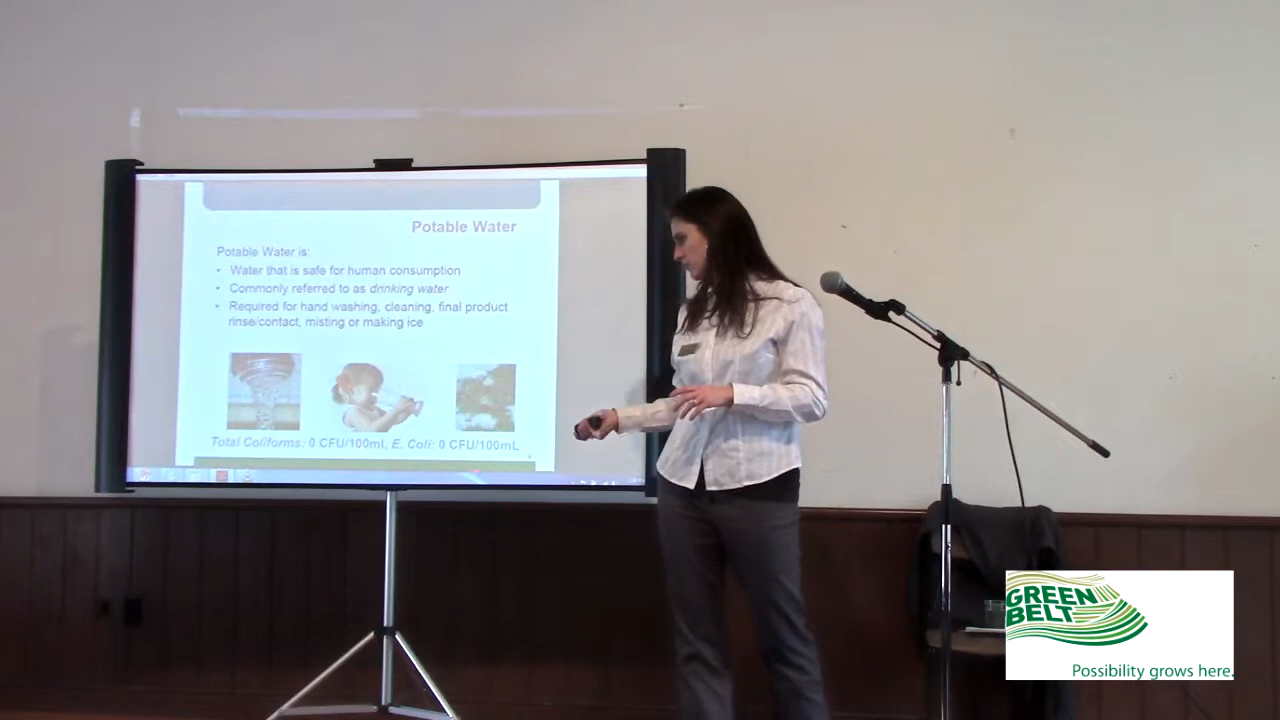 Potable Water
Potable Water is:
• Water that is safe for human consumption
• Commonly referred to as drinking water
• Required for hand washing, cleaning, final product
rinse/contact, misting or making ice
Total Coliforms: 0 CFU/100ml, E. Coli: 0 CFU/100mL
GREEN
BELT
Possibility grows here.